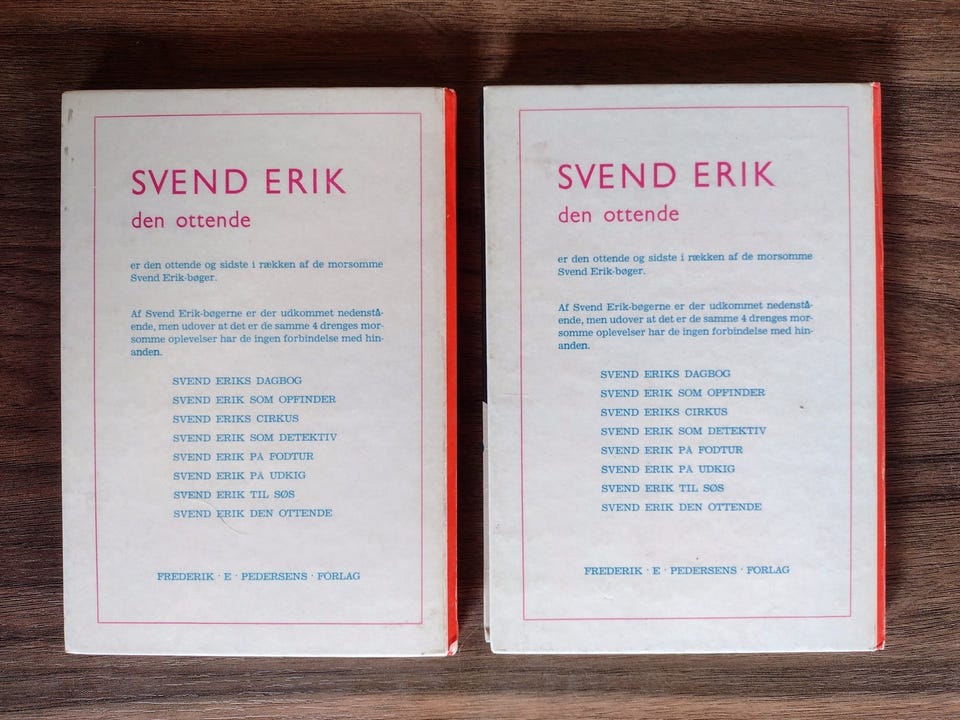 SVEND ERIK
den ottende
er den ottende og sidste i rækken af de morsomme
Svend Erik-bøger.
Af Svend Erik-bøgerne er der udkommet nedenstå-
ende, men udover at det er de samme 4 drenges mor-
somme oplevelser har de ingen forbindelse med hin-
anden.
SVEND ERIKS DAGBOG
SVEND ERIK SOM OPFINDER
SVEND ERIKS CIRKUS
SVEND ERIK SOM DETEKTIV
SVEND ERIK PÅ FODTUR
SVEND ERIK PÅ UDKIG
SVEND ERIK TIL SØS
SVEND ERIK DEN OTTENDE
FREDERIK · E · PEDERSENS · FORLAG
SVEND ERIK
den ottende
er den ottende og sidste i rækken af de morsomme
Svend Erik-bøger.
Af Svend Erik-bøgerne er der udkommet nedenstå-
ende, men udover at det er de samme 4 drenges mor-
somme oplevelser har de ingen forbindelse med hin-
anden.
SVEND ERIKS DAGBOG
SVEND ERIK SOM OPFINDER
SVEND ERIKS CIRKUS
SVEND ERIK SOM DETEKTIV
SVEND ERIK PÅ FODTUR
SVEND ERIK PÅ UDKIG
SVEND ERIK TIL SØS
SVEND ERIK DEN OTTENDE
FREDERIK · E · PEDERSENS · FORLAG